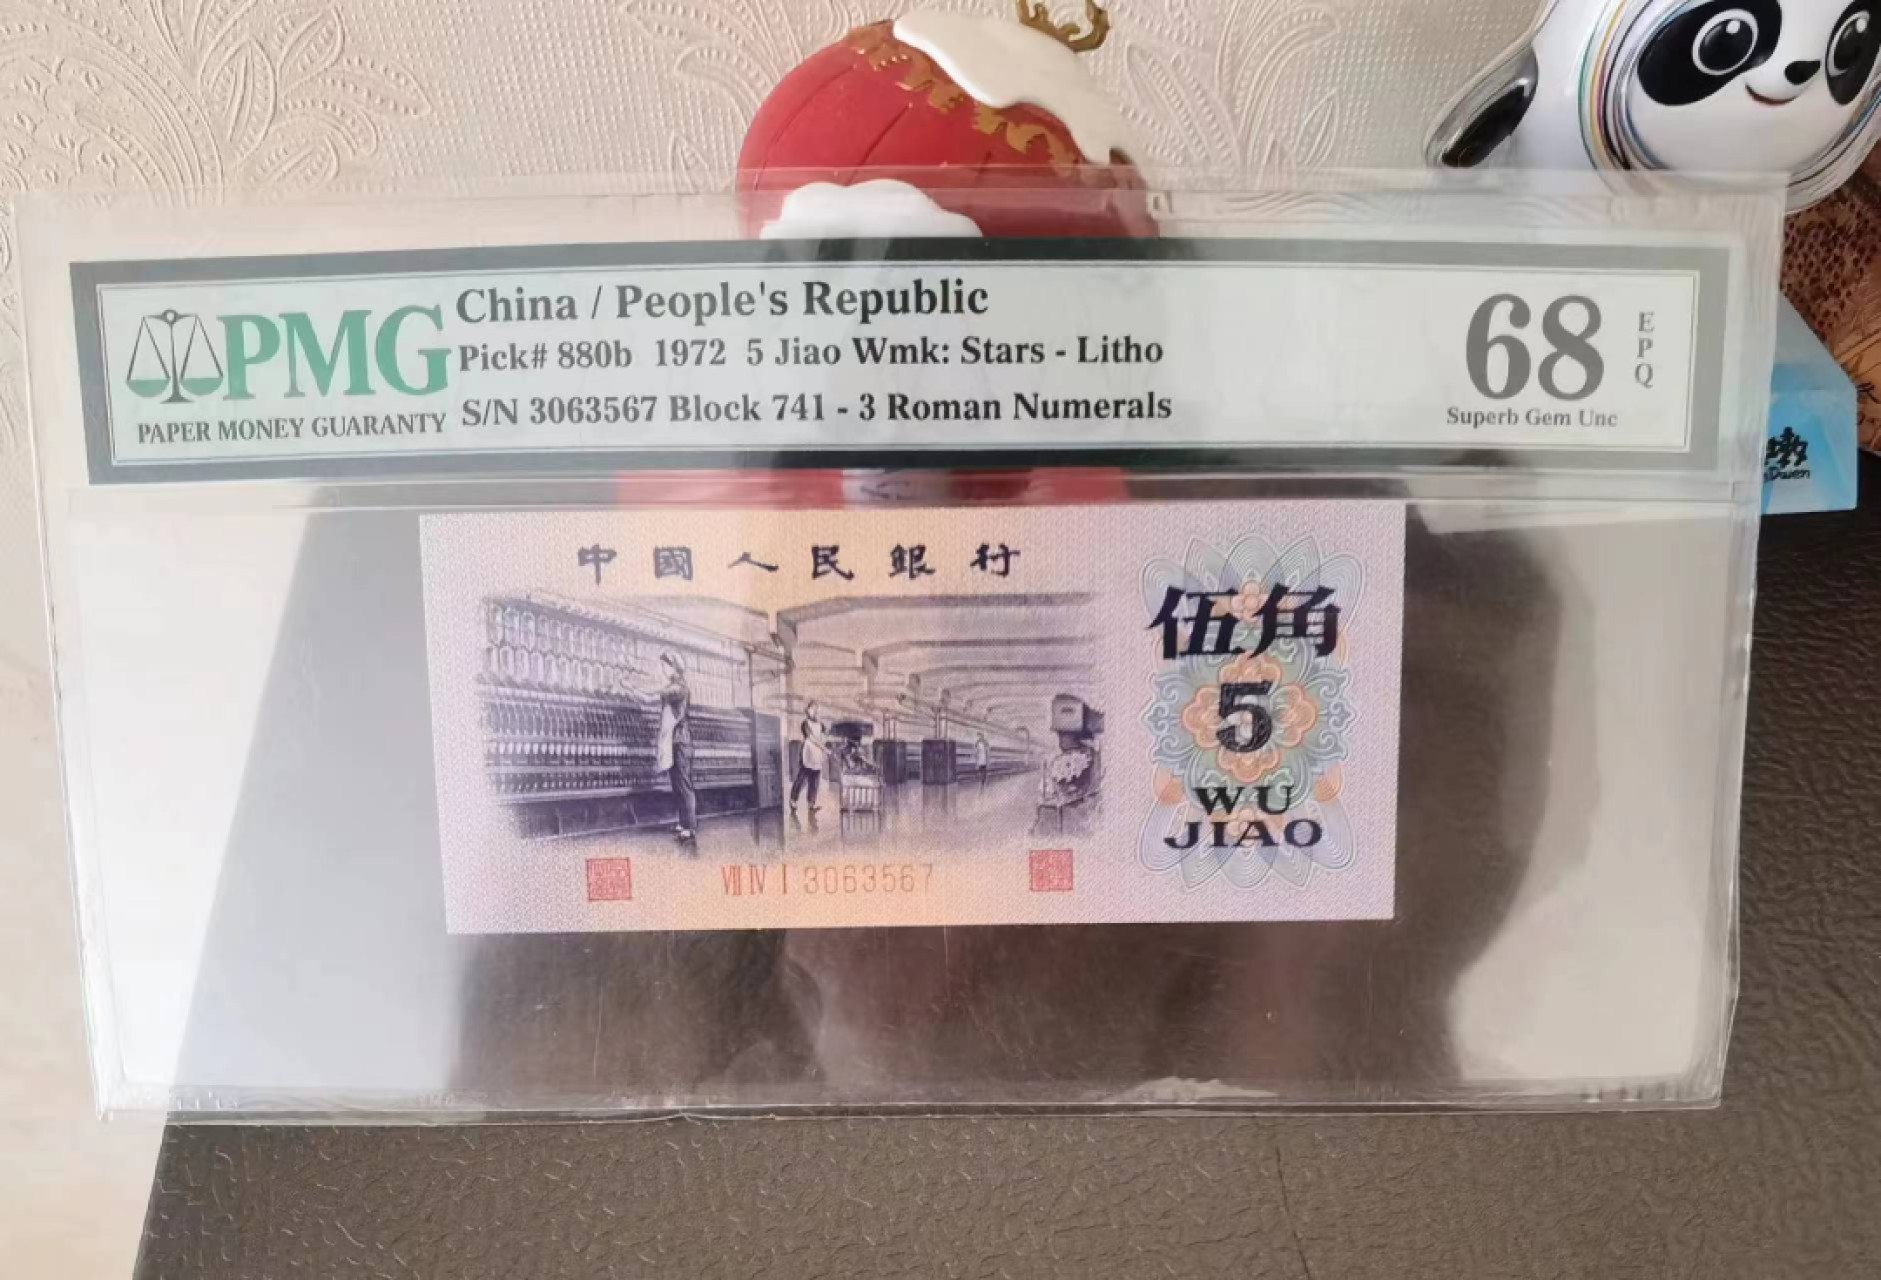 PMG
PAPER MONEY GUARANTY
China / People's Republic
Pick# 880b 1972 5 Jiao Wmk: Stars - Litho
S/N 3063567 Block 741 - 3 Roman Numerals
68
EPQ
Superb Gem Unc
中國人民銀行
伍角
5
WU
JIAO
VII IV I 3063567